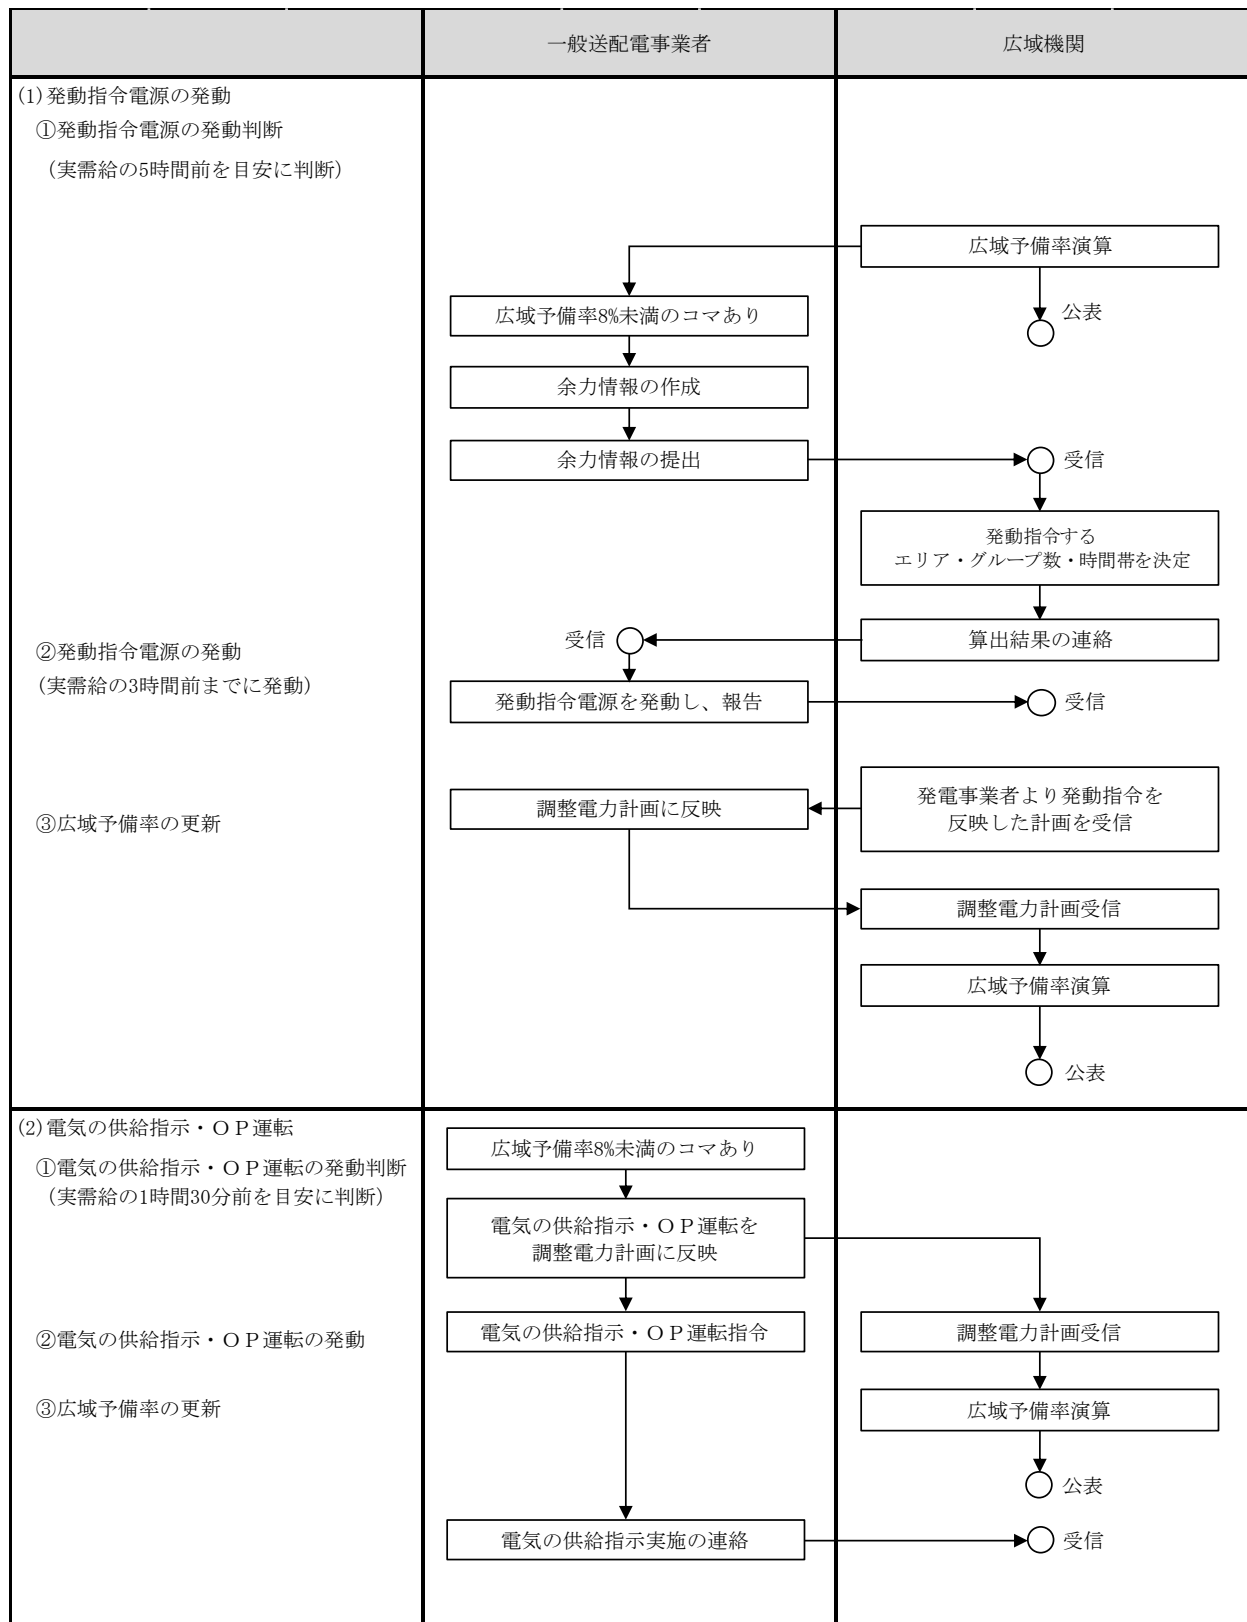 一般送配電事業者
広域機関
(1)発動指令電源の発動
①発動指令電源の発動判断
（実需給の5時間前を目安に判断）
広域予備率演算
広域予備率8%未満のコマあり
公表
余力情報の作成
余力情報の提出
受信
発動指令する
エリア・グループ数・時間帯を決定
②発動指令電源の発動
（実需給の3時間前までに発動）
受信
算出結果の連絡
発動指令電源を発動し、報告
受信
③広域予備率の更新
調整電力計画に反映
発電事業者より発動指令を
反映した計画を受信
調整電力計画受信
広域予備率演算
公表
(2)電気の供給指示・ＯＰ運転
①電気の供給指示・ＯＰ運転の発動判断
（実需給の1時間30分前を目安に判断）
広域予備率8%未満のコマあり
電気の供給指示・ＯＰ運転を
調整電力計画に反映
②電気の供給指示・ＯＰ運転の発動
電気の供給指示・ＯＰ運転指令
調整電力計画受信
③広域予備率の更新
広域予備率演算
公表
電気の供給指示実施の連絡
受信